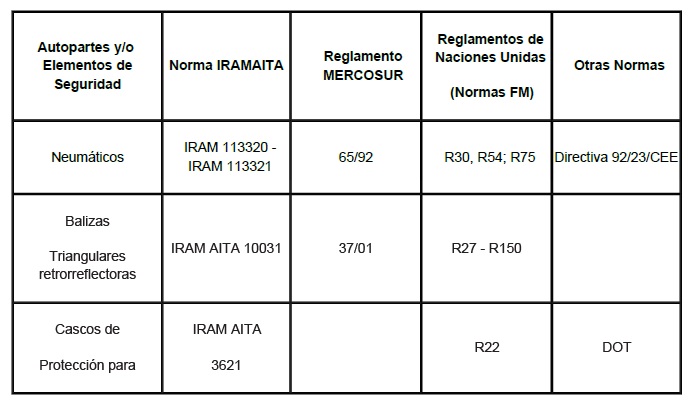 Autopartes y/o
Elementos de
Seguridad
Norma IRAMAITA
Reglamento
MERCOSUR
Reglamentos de
Naciones Unidas
(Normas FM)
Otras Normas
Neumáticos
IRAM 113320 -
IRAM 113321
65/92
R30, R54; R75
Directiva 92/23/CEE
Balizas
Triangulares
retrorreflectoras
IRAM AITA 10031
37/01
R27 - R150
Cascos de
Protección para
IRAM AITA
3621
R22
DOT